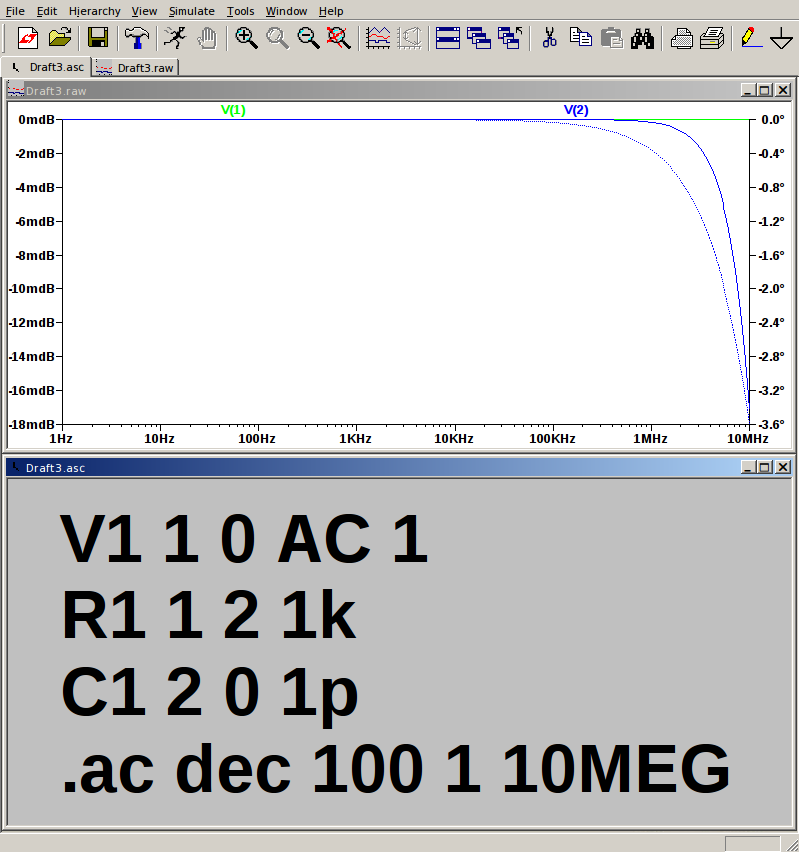 File Edit Hierarchy View Simulate Tools Window Help
Draft3.asc Draft3.raw
Draft3.raw
V(1) V(2)
0mdB 0.0°
-2mdB -0.4°
-4mdB -0.8°
-6mdB -1.2°
-8mdB -1.6°
-10mdB -2.0°
-12mdB -2.4°
-14mdB -2.8°
-16mdB -3.2°
-18mdB -3.6°
1Hz 10Hz 100Hz 1KHz 10KHz 100KHz 1MHz 10MHz
Draft3.asc
V1 1 0 AC 1
R1 1 2 1k
C1 2 0 1p
.ac dec 100 1 10MEG